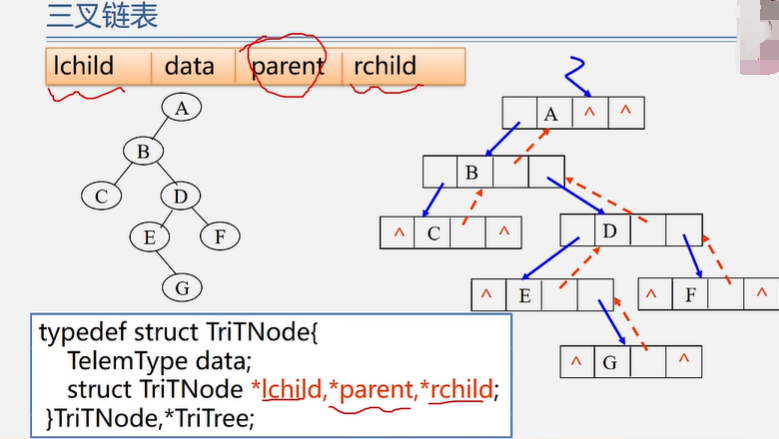 三叉链表
lchild data parent rchild
A
B
C D
E F
G
A ^ ^
B
^ C ^
D
^ E
^ F ^
^ G ^
typedef struct TriTNode{
TelemType data;
struct TriTNode *lchild,*parent,*rchild;
}TriTNode,*TriTree;